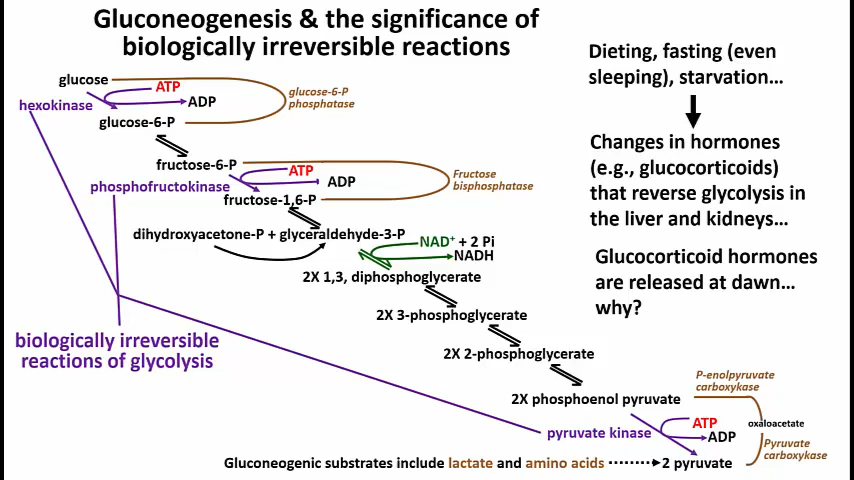 Gluconeogenesis & the significance of
biologically irreversible reactions
Dieting, fasting (even
sleeping), starvation...
Changes in hormones
(e.g., glucocorticoids)
that reverse glycolysis in
the liver and kidneys...
Glucocorticoid hormones
are released at dawn...
why?
glucose
ATP
hexokinase
ADP
glucose-6-P
phosphatase
glucose-6-P
fructose-6-P
ATP
phosphofructokinase
ADP
Fructose
bisphosphatase
fructose-1,6-P
dihydroxyacetone-P + glyceraldehyde-3-P
NAD+ + 2 Pi
NADH
2X 1,3, diphosphoglycerate
2X 3-phosphoglycerate
biologically irreversible
reactions of glycolysis
2X 2-phosphoglycerate
2X phosphoenol pyruvate
P-enolpyruvate
carboxykase
ATP
oxaloacetate
pyruvate kinase
ADP
Pyruvate
carboxykase
Gluconeogenic substrates include lactate and amino acids
2 pyruvate